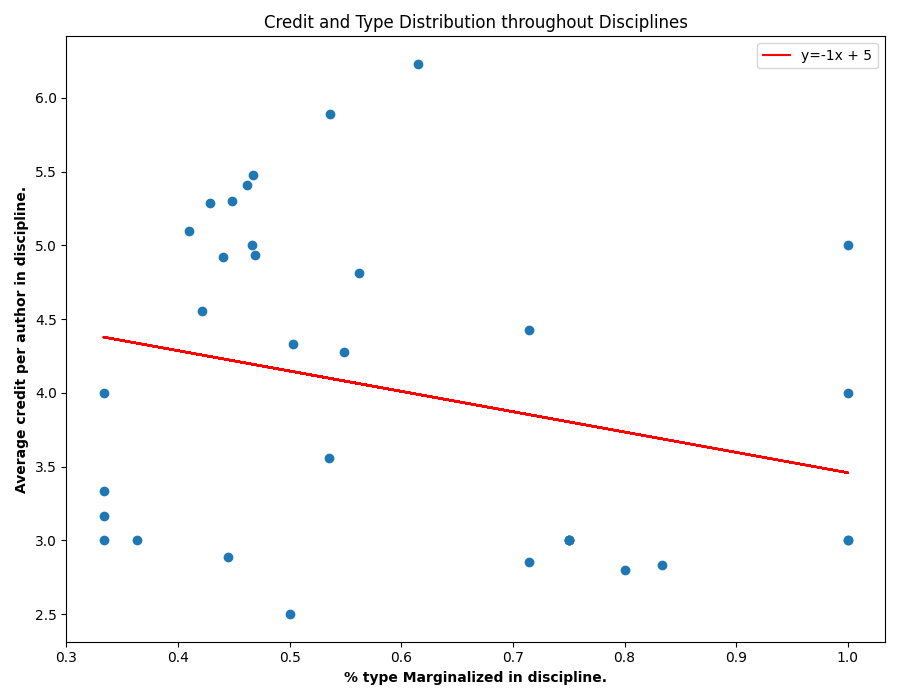 Credit and Type Distribution throughout Disciplines
y=-1x + 5
Average credit per author in discipline.
6.0
5.5
5.0
4.5
4.0
3.5
3.0
2.5
0.3 0.4 0.5 0.6 0.7 0.8 0.9 1.0
% type Marginalized in discipline.